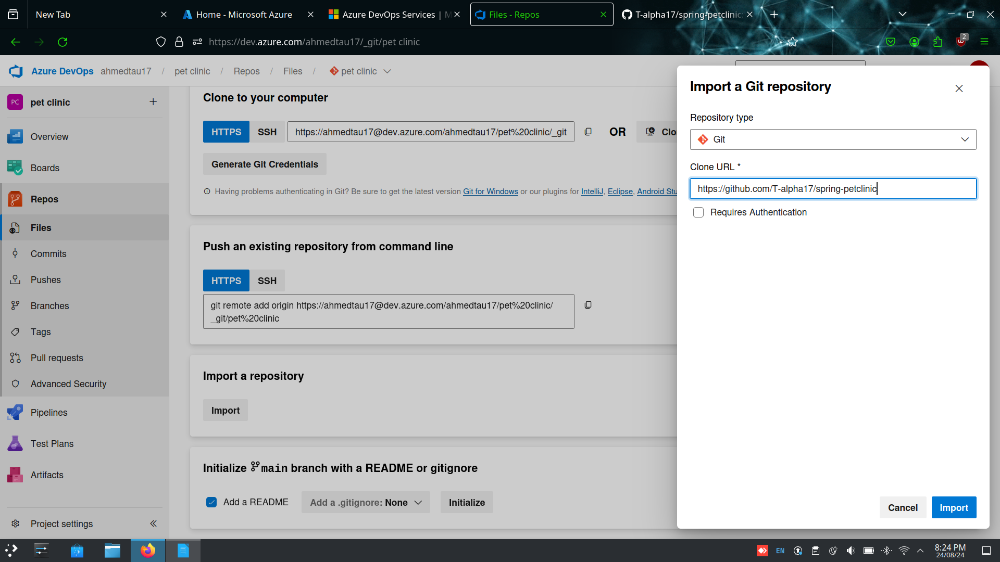 New Tab
Home - Microsoft Azure
Azure DevOps Services | M
Files - Repos
T-alpha17/spring-petclinic:
https://dev.azure.com/ahmedtau17/_git/pet clinic
2
Azure DevOps
ahmedtau17 / pet clinic / Repos / Files / pet clinic
PC
pet clinic
Overview
Boards
Repos
Files
Commits
Pushes
Branches
Tags
Pull requests
Advanced Security
Pipelines
Test Plans
Artifacts
Project settings
Clone to your computer
HTTPS SSH https://ahmedtau17@dev.azure.com/ahmedtau17/pet%20clinic/_git OR Clo
Generate Git Credentials
Having problems authenticating in Git? Be sure to get the latest version Git for Windows or our plugins for IntelliJ, Eclipse, Android Stu
Push an existing repository from command line
HTTPS SSH
git remote add origin https://ahmedtau17@dev.azure.com/ahmedtau17/pet%20clinic/
_git/pet%20clinic
Import a repository
Import
Initialize main branch with a README or gitignore
Add a README
Add a .gitignore: None
Initialize
Import a Git repository
Repository type
Git
Clone URL *
https://github.com/T-alpha17/spring-petclinic
Requires Authentication
Cancel
Import
EN
8:24 PM
24/08/24